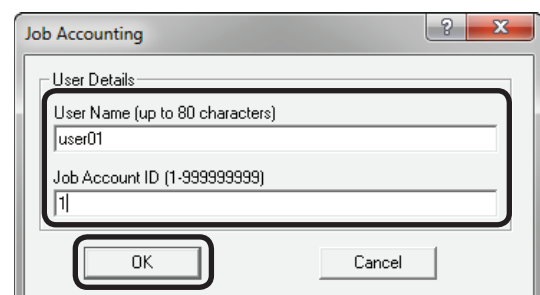 Job Accounting
User Details
User Name (up to 80 characters)
user01
Job Account ID (1-999999999)
1
OK Cancel